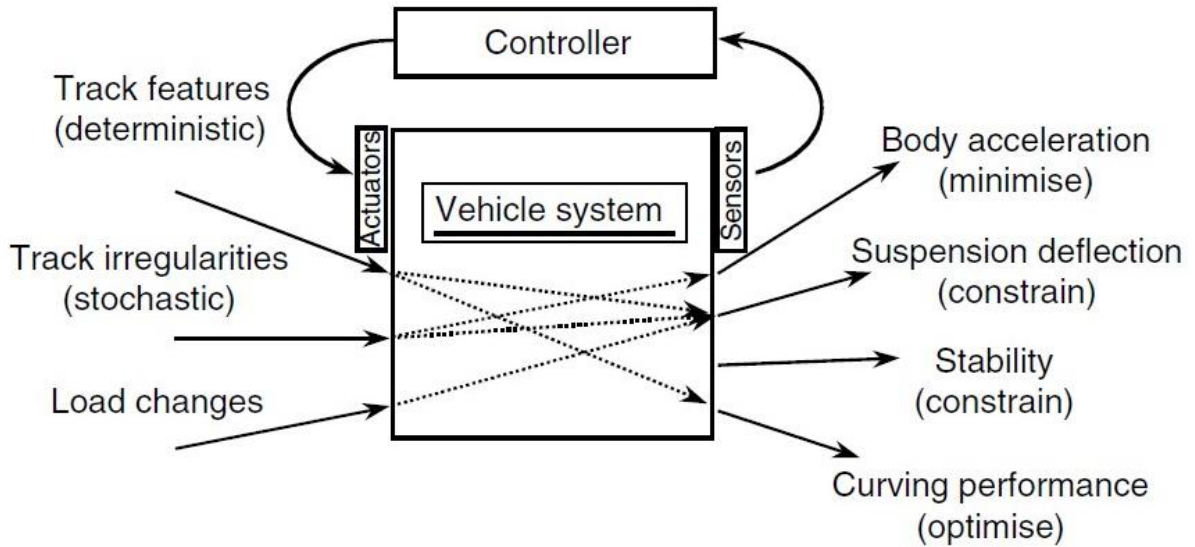 Controller
Track features
(deterministic)
Actuators
Vehicle system
Sensors
Body acceleration
(minimise)
Track irregularities
(stochastic)
Suspension deflection
(constrain)
Load changes
Stability
(constrain)
Curving performance
(optimise)